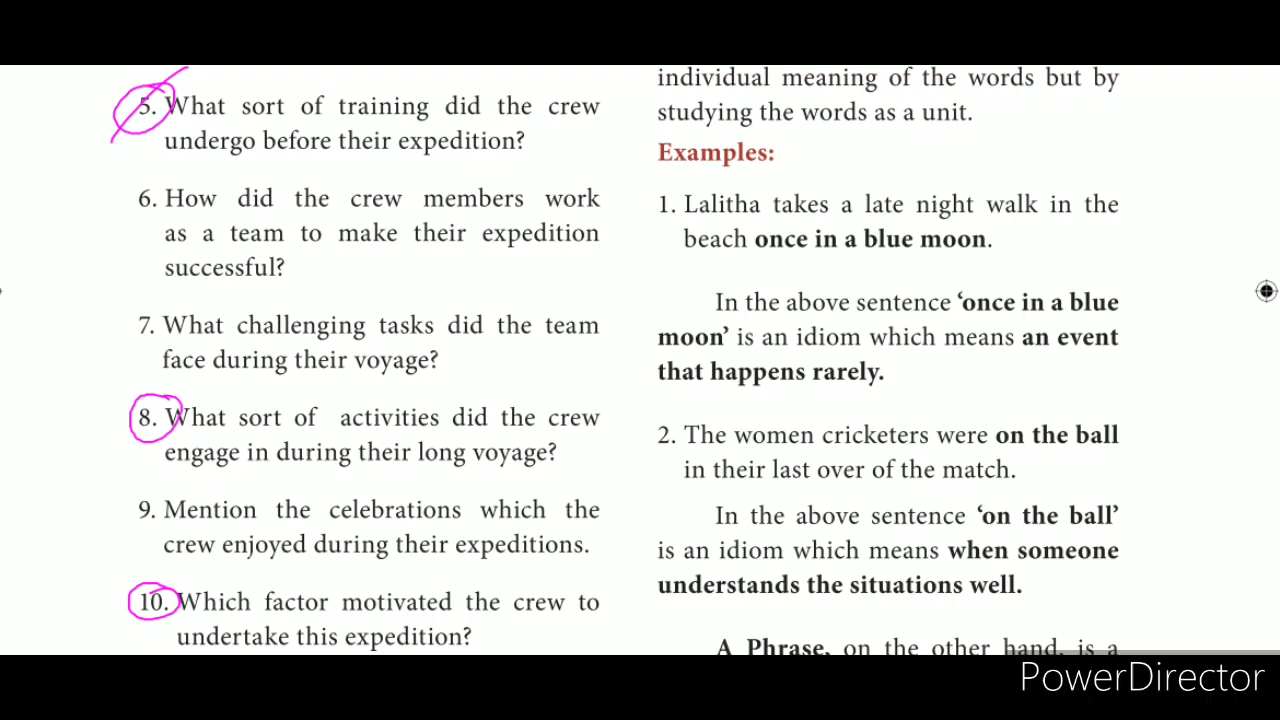 5. What sort of training did the crew
undergo before their expedition?
6. How did the crew members work
as a team to make their expedition
successful?
7. What challenging tasks did the team
face during their voyage?
8. What sort of activities did the crew
engage in during their long voyage?
9. Mention the celebrations which the
crew enjoyed during their expeditions.
10. Which factor motivated the crew to
undertake this expedition?
individual meaning of the words but by
studying the words as a unit.
Examples:
1. Lalitha takes a late night walk in the
beach once in a blue moon.
In the above sentence ‘once in a blue
moon’ is an idiom which means an event
that happens rarely.
2. The women cricketers were on the ball
in their last over of the match.
In the above sentence ‘on the ball’
is an idiom which means when someone
understands the situations well.
A Phrase, on the other hand, is a
PowerDirector